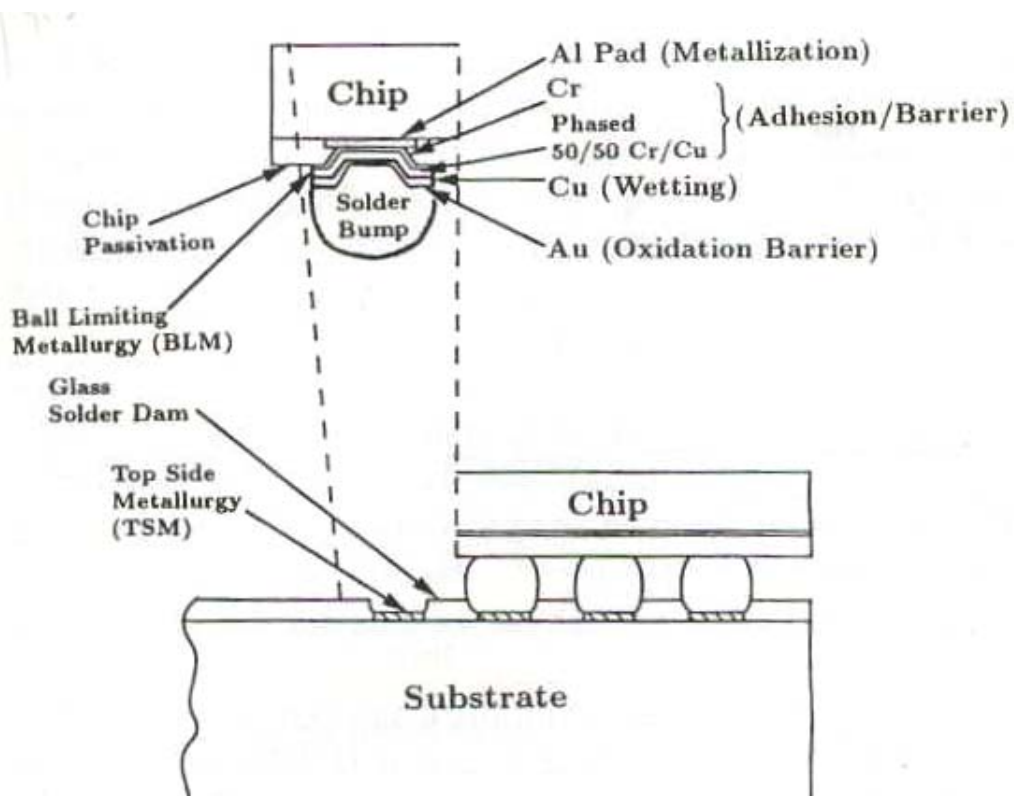 Chip
Al Pad (Metallization)
Cr
Phased
50/50 Cr/Cu
(Adhesion/Barrier)
Cu (Wetting)
Au (Oxidation Barrier)
Solder
Bump
Chip
Passivation
Ball Limiting
Metallurgy (BLM)
Glass
Solder Dam
Top Side
Metallurgy
(TSM)
Chip
Substrate